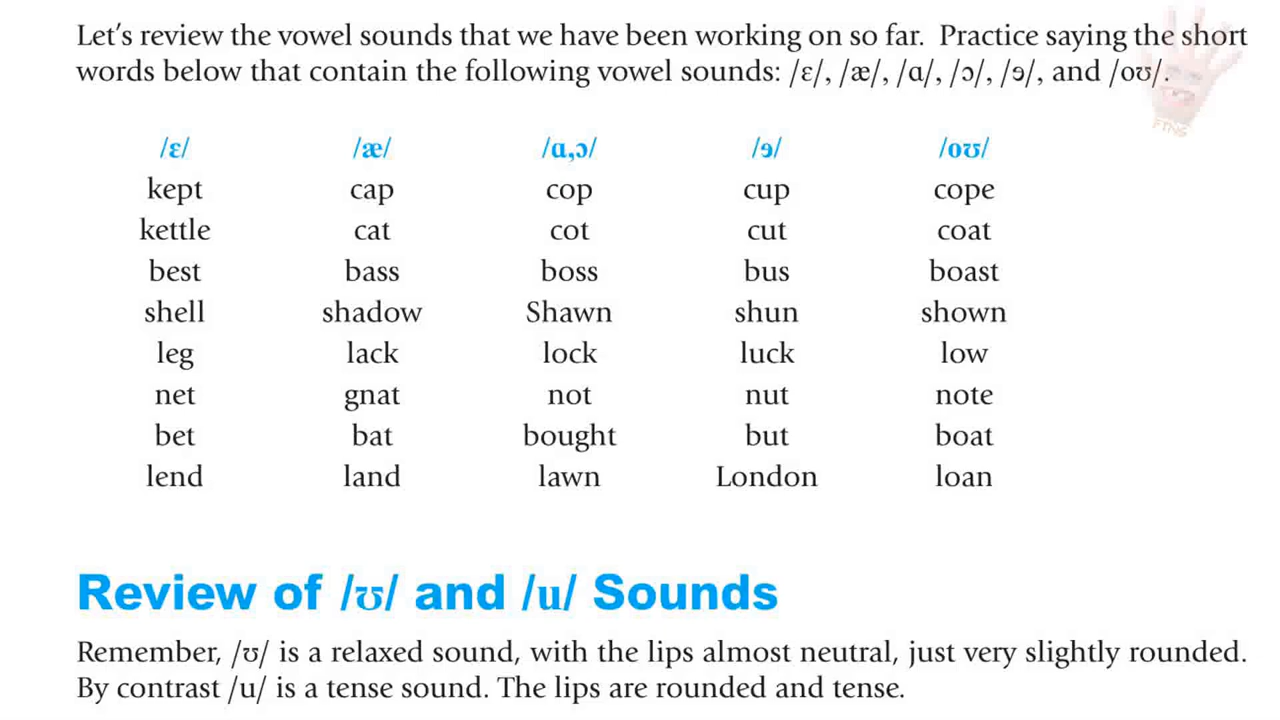 Let's review the vowel sounds that we have been working on so far. Practice saying the short
words below that contain the following vowel sounds: /ɛ/, /æ/, /ɑ/, /ɔ/, /ɘ/, and /oʊ/.
/ɛ/ /æ/ /ɑ,ɔ/ /ɘ/ /oʊ/
kept cap cop cup cope
kettle cat cot cut coat
best bass boss bus boast
shell shadow Shawn shun shown
leg lack lock luck low
net gnat not nut note
bet bat bought but boat
lend land lawn London loan
Review of /ʊ/ and /u/ Sounds
Remember, /ʊ/ is a relaxed sound, with the lips almost neutral, just very slightly rounded.
By contrast /u/ is a tense sound. The lips are rounded and tense.
FTNS